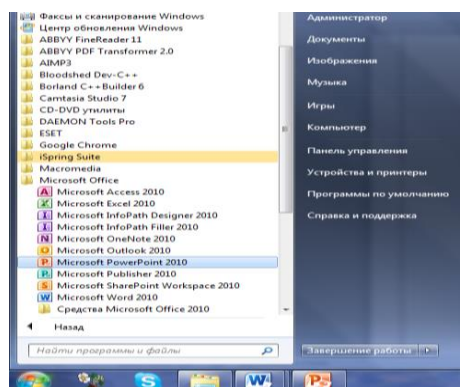 Факсы и сканирование Windows
Центр обновления Windows
ABBYY FineReader 11
ABBYY PDF Transformer 2.0
AIMP3
Bloodshed Dev-C++
Borland C++Builder 6
Camtasia Studio 7
CD-DVD утилиты
DAEMON Tools Pro
ESET
Google Chrome
iSpring Suite
Macromedia
Microsoft Office
Microsoft Access 2010
Microsoft Excel 2010
Microsoft InfoPath Designer 2010
Microsoft InfoPath Filler 2010
Microsoft OneNote 2010
Microsoft Outlook 2010
Microsoft PowerPoint 2010
Microsoft Publisher 2010
Microsoft SharePoint Workspace 2010
Microsoft Word 2010
Средства Microsoft Office 2010
Назад
Найти программы и файлы
Администратор
Документы
Изображения
Музыка
Игры
Компьютер
Панель управления
Устройства и принтеры
Программы по умолчанию
Справка и поддержка
Завершение работы